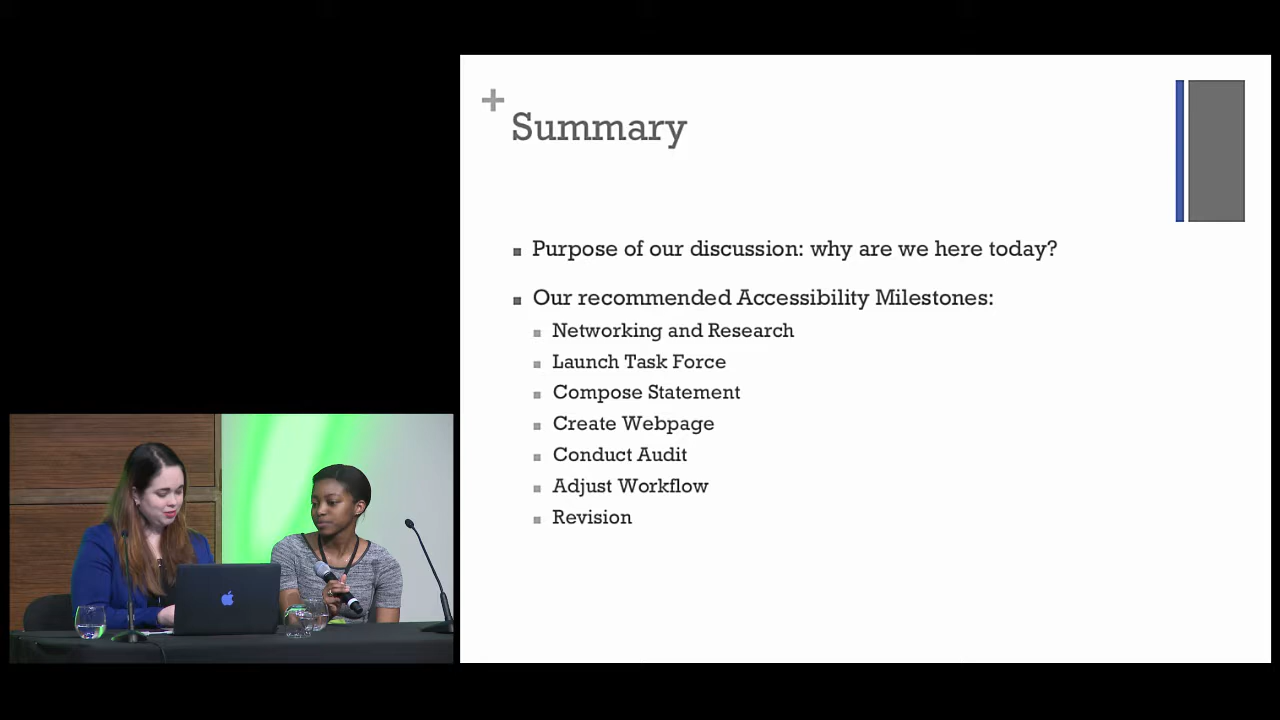 +
Summary
Purpose of our discussion: why are we here today?
Our recommended Accessibility Milestones:
Networking and Research
Launch Task Force
Compose Statement
Create Webpage
Conduct Audit
Adjust Workflow
Revision